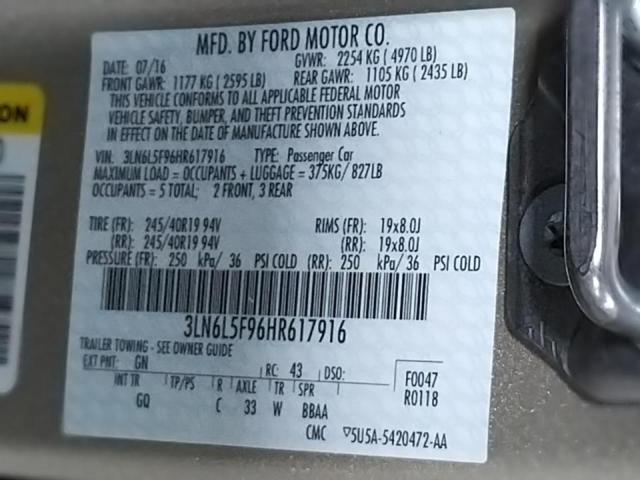 MFD. BY FORD MOTOR CO.
DATE: 07/16 GVWR: 2254 KG ( 4970 LB)
FRONT GAWR: 1177 KG ( 2595 LB) REAR GAWR: 1105 KG ( 2435 LB)
THIS VEHICLE CONFORMS TO ALL APPLICABLE FEDERAL MOTOR
VEHICLE SAFETY, BUMPER, AND THEFT PREVENTION STANDARDS
IN EFFECT ON THE DATE OF MANUFACTURE SHOWN ABOVE.
VIN: 3LN6L5F96HR617916 TYPE: Passenger Car
MAXIMUM LOAD = OCCUPANTS + LUGGAGE = 375KG/ 827LB
OCCUPANTS = 5 TOTAL; 2 FRONT, 3 REAR
TIRE (FR): 245/40R19 94V RIMS (FR): 19x8.0J
(RR): 245/40R19 94V (RR): 19x8.0J
PRESSURE (FR): 250 kPa/ 36 PSI COLD (RR): 250 kPa/ 36 PSI COLD
3LN6L5F96HR617916
TRAILER TOWING - SEE OWNER GUIDE
EXT PNT: GN RC: 43 DSO: F0047
INT TR TP/PS R AXLE TR SPR R0118
GQ C 33 W BBAA
CMC ▽5U5A-5420472-AA
ION